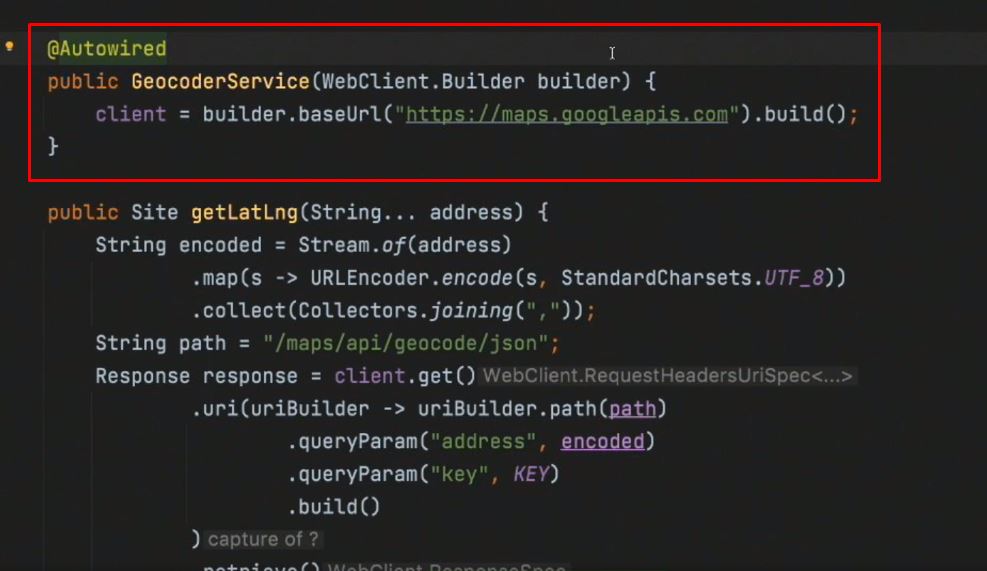 @Autowired
public GeocoderService(WebClient.Builder builder) {
client = builder.baseUrl("https://maps.googleapis.com").build();
}
public Site getLatLng(String... address) {
String encoded = Stream.of(address)
.map(s -> URLEncoder.encode(s, StandardCharsets.UTF_8))
.collect(Collectors.joining(","));
String path = "/maps/api/geocode/json";
Response response = client.get() WebClient.RequestHeadersUriSpec<...>
.uri(uriBuilder -> uriBuilder.path(path)
.queryParam("address", encoded)
.queryParam("key", KEY)
.build()
) capture of ?
.retrieve() WebClient.ResponseSpec